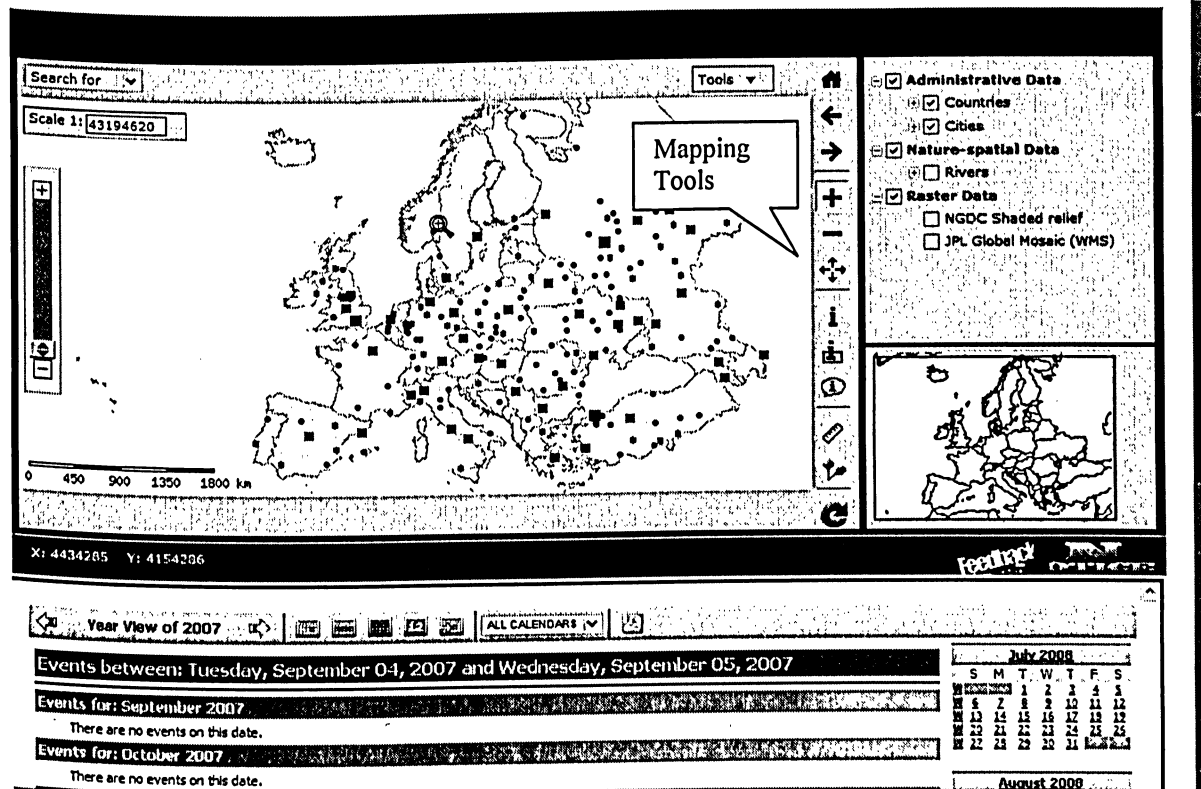 Search for
Tools
Scale 1: 43194620
Mapping
Tools
0 450 900 1350 1800 km
Administrative Data
Countries
Cities
Nature-spatial Data
Rivers
Raster Data
NGDC Shaded relief
JPL Global Mosaic (WMS)
X: 4434285 Y: 4154286
Feedback
Year View of 2007
ALL CALENDARS
Events between: Tuesday, September 04, 2007 and Wednesday, September 05, 2007
Events for: September 2007
There are no events on this date.
Events for: October 2007
There are no events on this date.
July 2008
S M T W T F S
W 1 2 3 4 5
W 6 7 8 9 10 11 12
W 13 14 15 16 17 18 19
W 20 21 22 23 24 25 26
W 27 28 29 30 31
August 2008